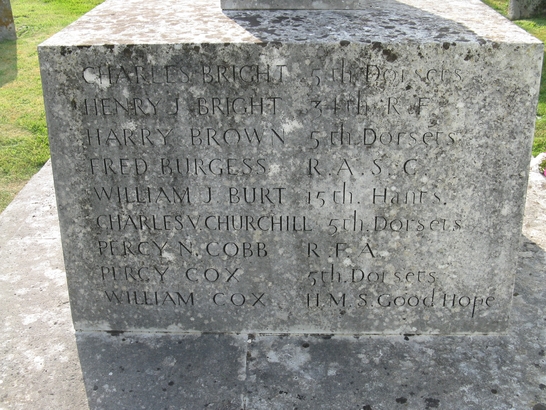 CHARLES BRIGHT 5th. Dorsets
HENRY J. BRIGHT 34th. R. F.
HARRY BROWN 5th. Dorsets.
FRED BURGESS R. A. S. C.
WILLIAM J BURT 15th. Hants.
CHARLES V. CHURCHILL 5th. Dorsets
PERCY N. COBB R. F. A.
PERCY COX 5th. Dorsets
WILLIAM COX H.M.S. Good Hope